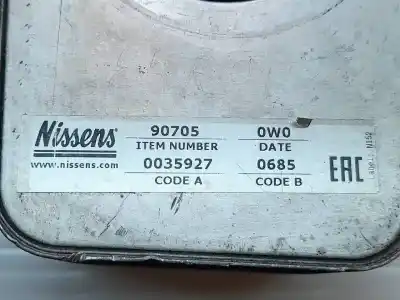 Nissens 90705 0W0
ITEM NUMBER DATE
www.nissens.com 0035927 0685
CODE A CODE B
EAC